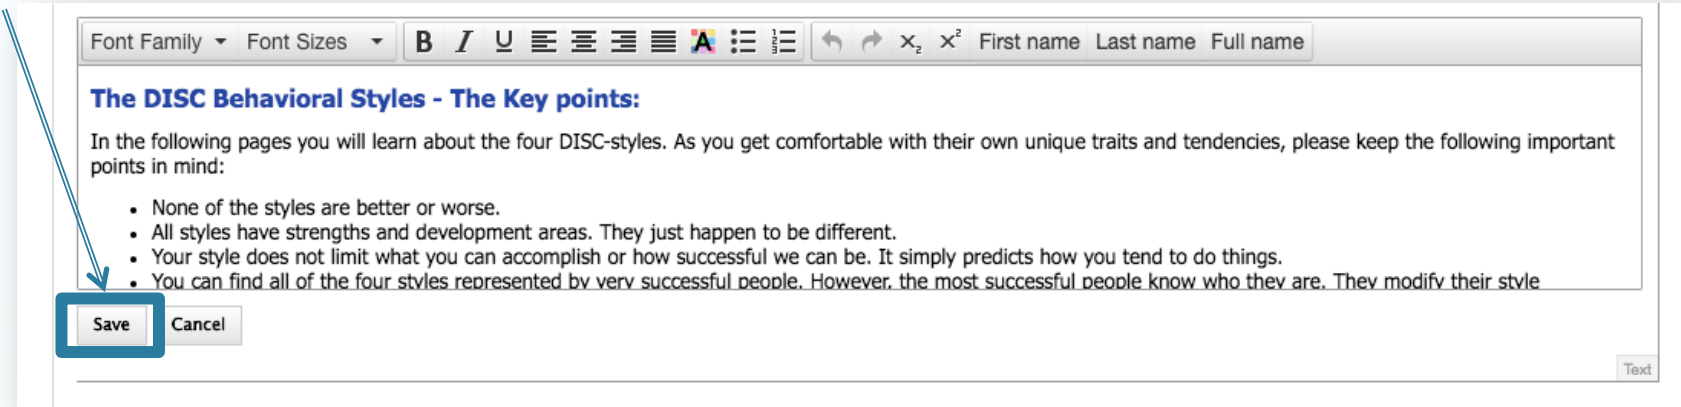 Font Family Font Sizes B I U A X2 X2 First name Last name Full name
The DISC Behavioral Styles - The Key points:
In the following pages you will learn about the four DISC-styles. As you get comfortable with their own unique traits and tendencies, please keep the following important
points in mind:
• None of the styles are better or worse.
• All styles have strengths and development areas. They just happen to be different.
• Your style does not limit what you can accomplish or how successful we can be. It simply predicts how you tend to do things.
• You can find all of the four styles represented by very successful people. However, the most successful people know who they are. They modify their style
Save Cancel
Text